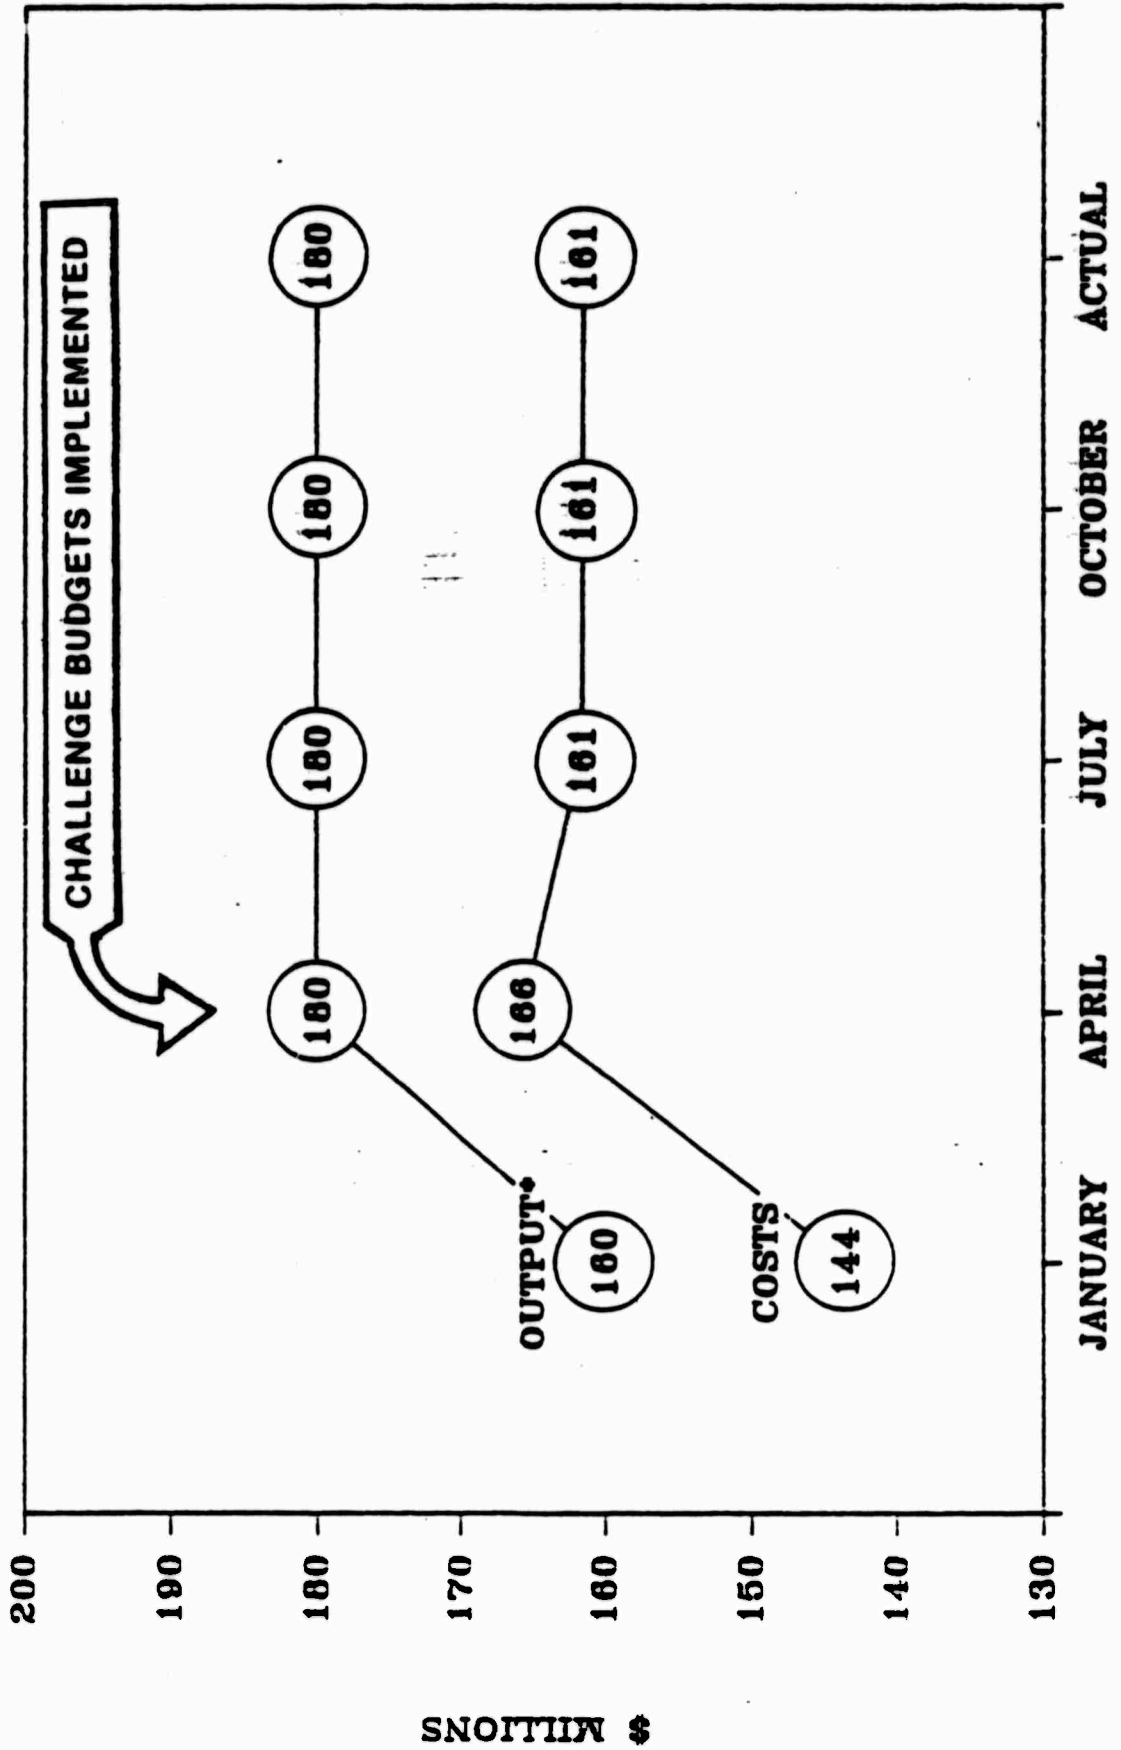 CHALLENGE BUDGETS IMPLEMENTED
200
190
180
170
160
150
140
130
$ MILLIONS
OUTPUT*
160
180
180
180
180
COSTS
144
166
161
161
161
JANUARY
APRIL
JULY
OCTOBER
ACTUAL